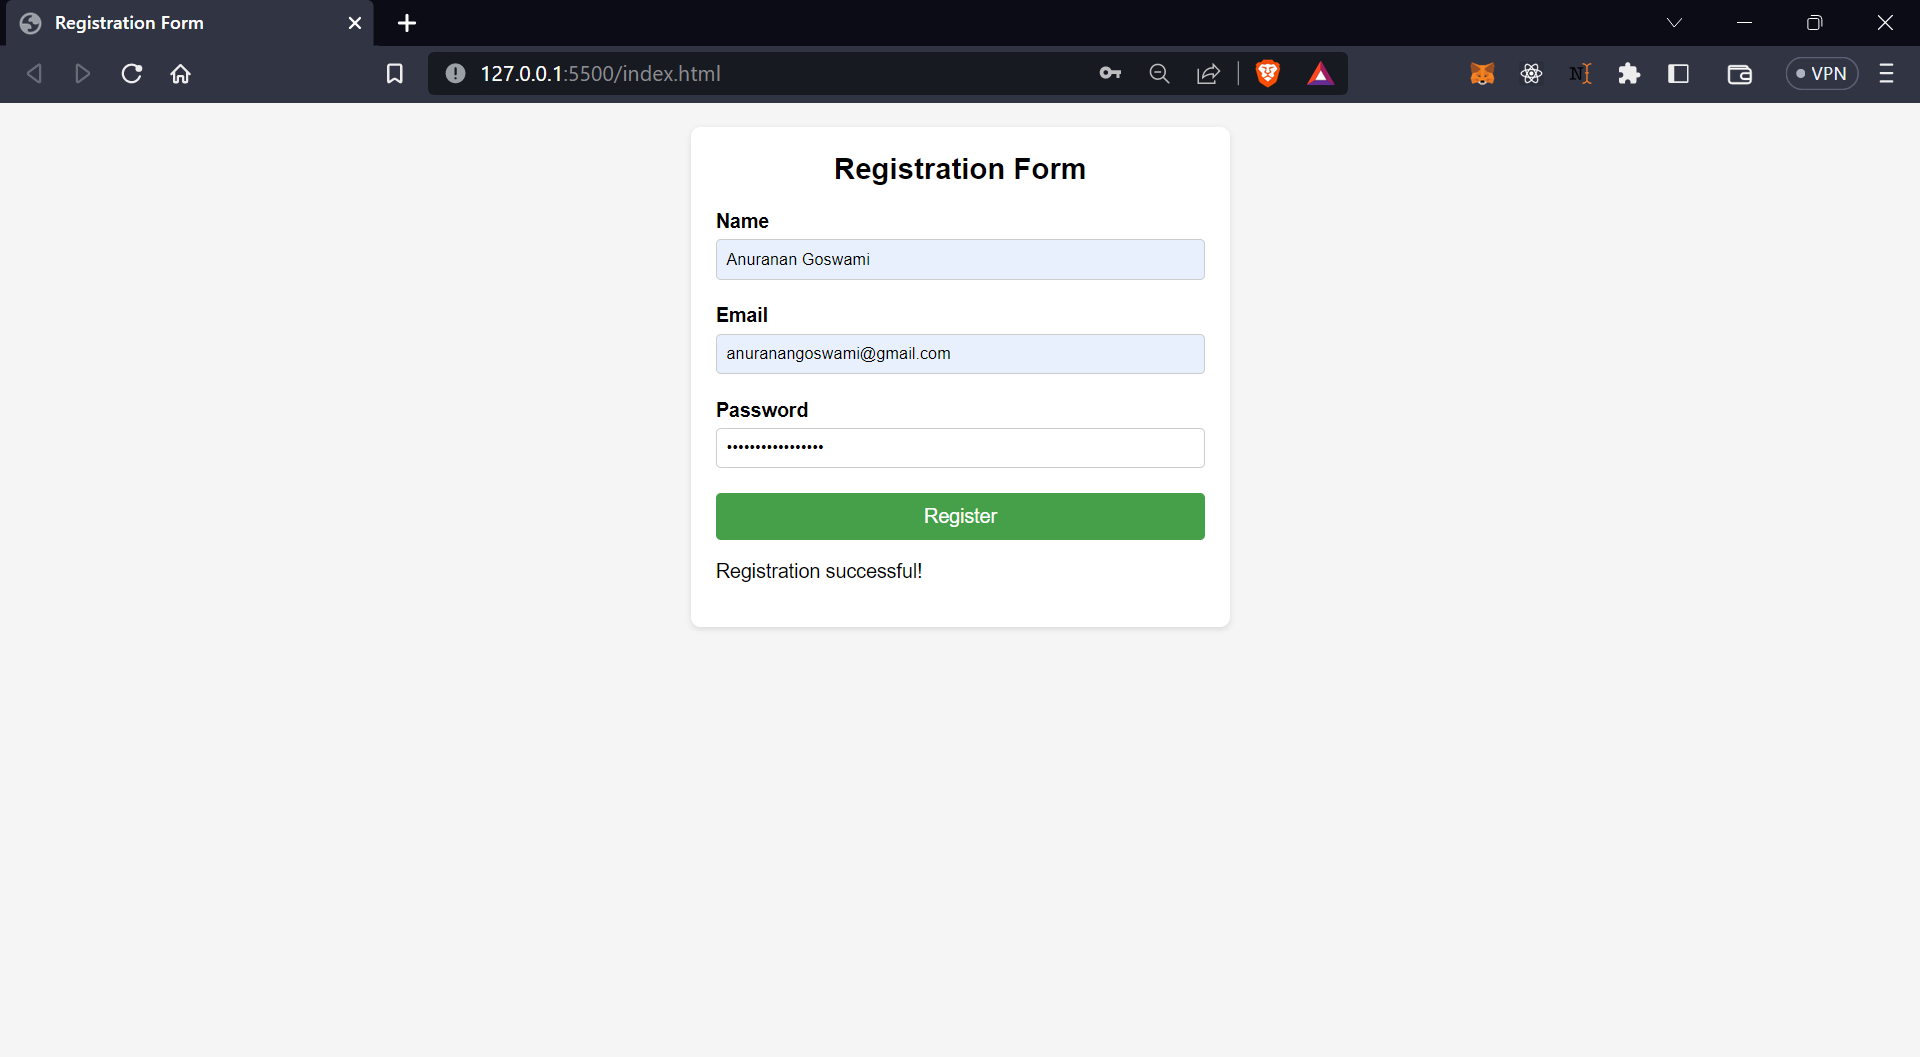 Registration Form
127.0.0.1:5500/index.html
VPN
Registration Form
Name
Anuranan Goswami
Email
anuranangoswami@gmail.com
Password
•••••••••••••••••
Register
Registration successful!